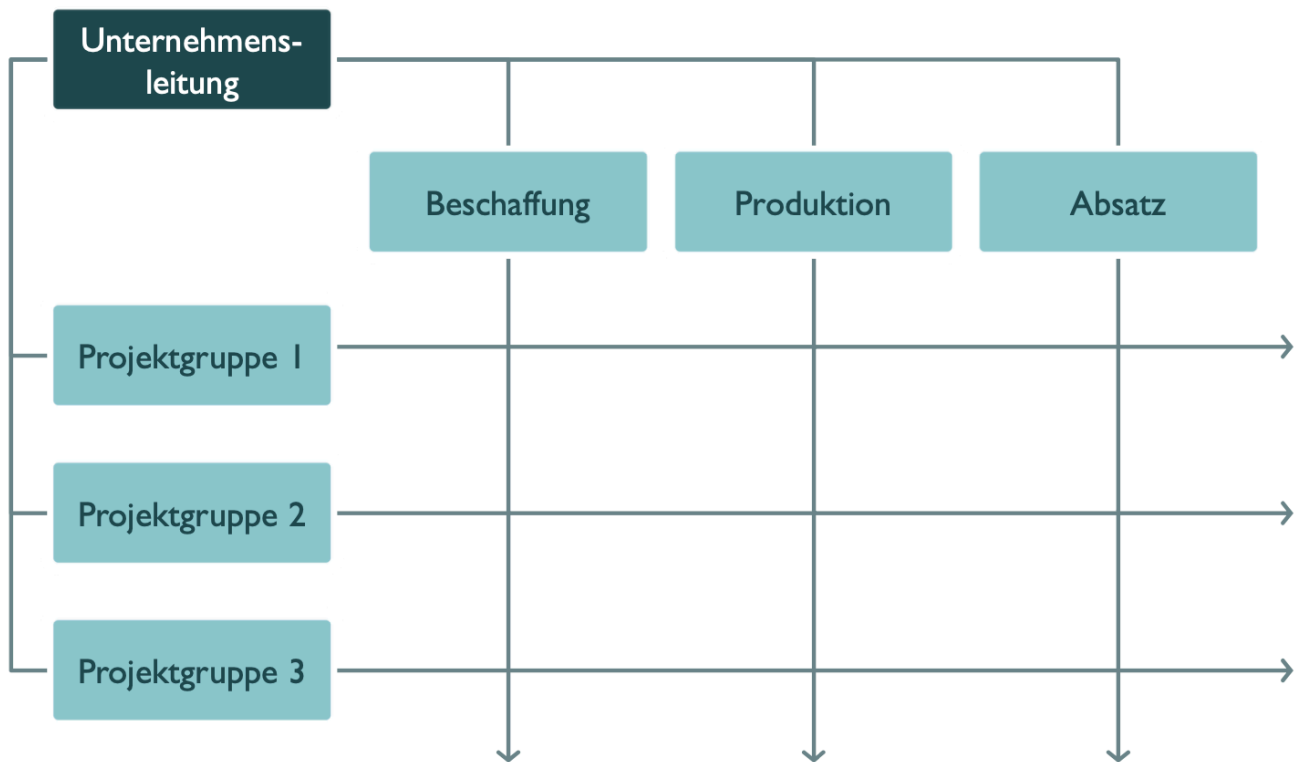 Unternehmens-
leitung
Beschaffung
Produktion
Absatz
Projektgruppe 1
Projektgruppe 2
Projektgruppe 3